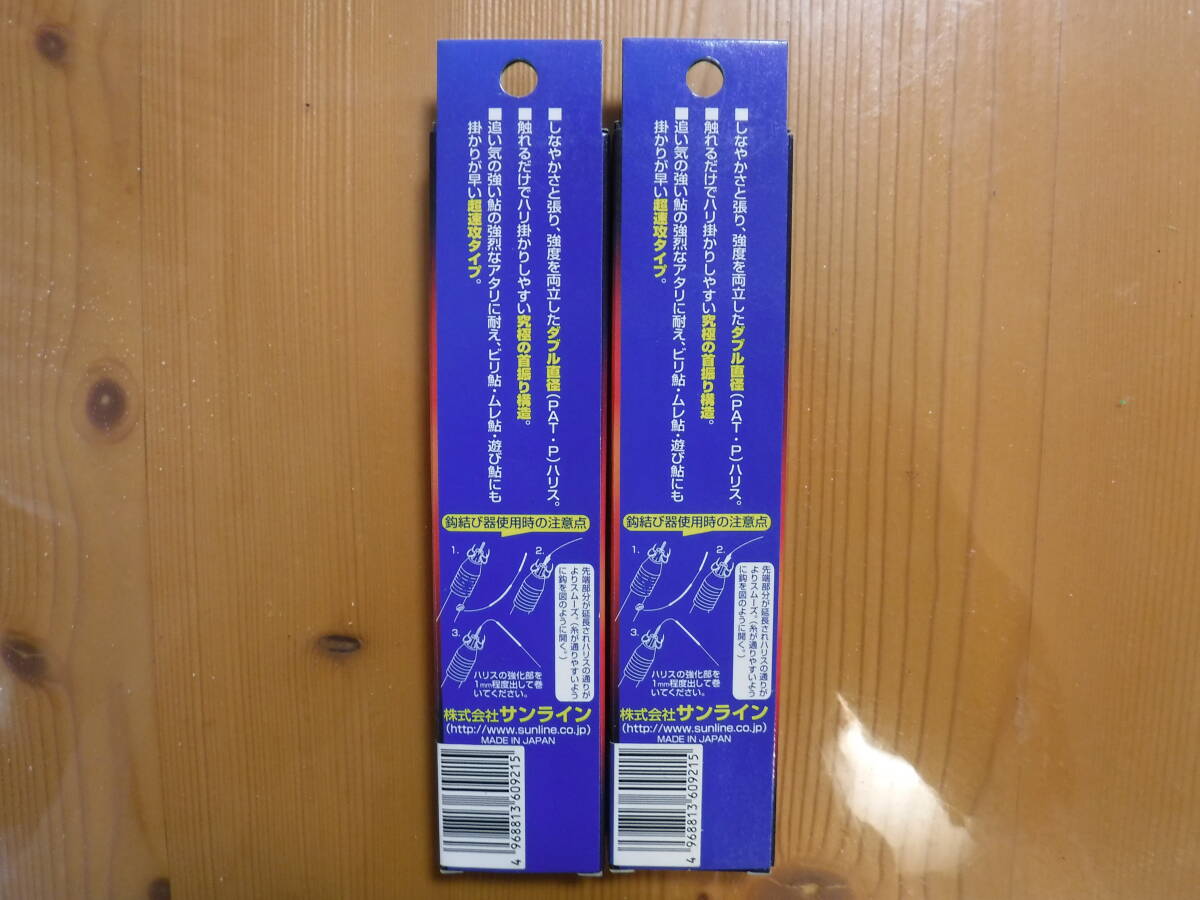 ■しなやかさと張り、強度を両立したダブル直径(PAT・P)ハリス。
■触れるだけでハリ掛かりしやすい究極の首振り構造。
■追い気の強い鮎の強烈なアタリに耐え、ビリ鮎・ムレ鮎・遊び鮎にも
掛かりが早い超速攻タイプ。
鈎結び器使用時の注意点
1.
2.
先端部分が延長されハリスの通りが
よりスムーズ。(糸が通りやすいよう
に鈎を図のように開く。)
3.
ハリスの強化部を
1mm程度出して巻
いてください。
株式会社サンライン
(http://www.sunline.co.jp)
MADE IN JAPAN
4 968813 609215
■しなやかさと張り、強度を両立したダブル直径(PAT・P)ハリス。
■触れるだけでハリ掛かりしやすい究極の首振り構造。
■追い気の強い鮎の強烈なアタリに耐え、ビリ鮎・ムレ鮎・遊び鮎にも
掛かりが早い超速攻タイプ。
鈎結び器使用時の注意点
1.
2.
先端部分が延長されハリスの通りが
よりスムーズ。(糸が通りやすいよう
に鈎を図のように開く。)
3.
ハリスの強化部を
1mm程度出して巻
いてください。
株式会社サンライン
(http://www.sunline.co.jp)
MADE IN JAPAN
4 968813 609215